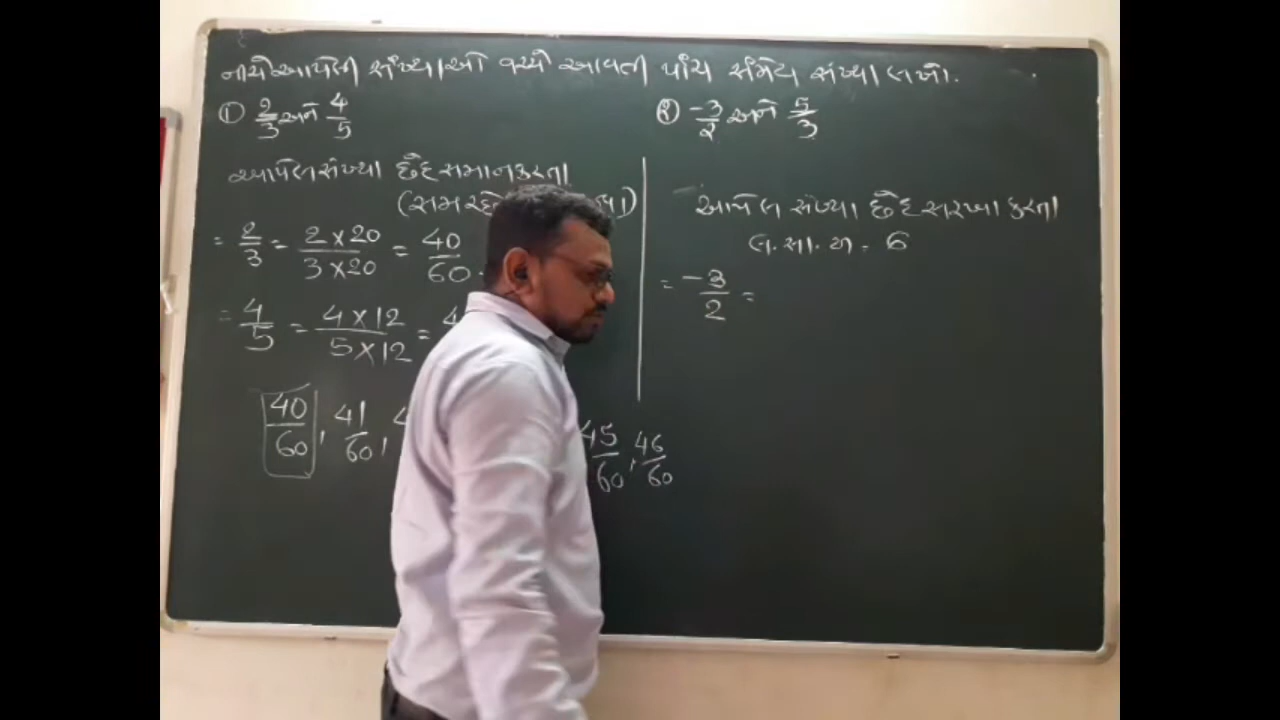 નીચે આપેલી સંખ્યાઓ વચ્ચે આવતી પાંચ સંમેય સંખ્યા લખો.
① 2/3 અને 4/5
આપેલ સંખ્યા છેદ સમાન કરતા
= 2/3 = 2 × 20 / 3 × 20 = 40/60 .
= 4/5 = 4 × 12 / 5 × 12 = 4
40/60 , 41/60 , 4 45/60 , 46/60
② -3/2 અને 5/3
આપેલ સંખ્યા છેદ સરખા કરતા
લ.સા.અ. 6
= -3/2 =